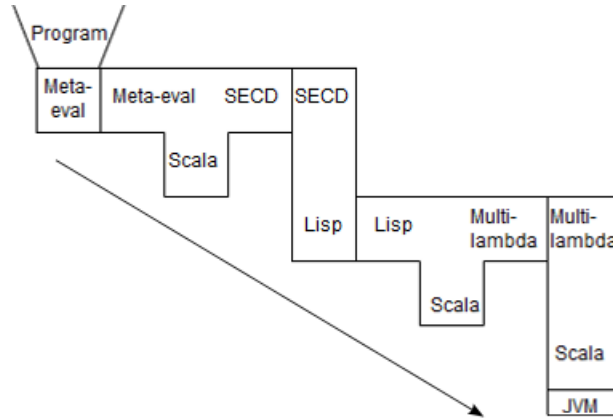 Program
Meta-
eval
Meta-eval
SECD
SECD
Scala
Lisp
Lisp
Multi-
lambda
Multi-
lambda
Scala
Scala
JVM